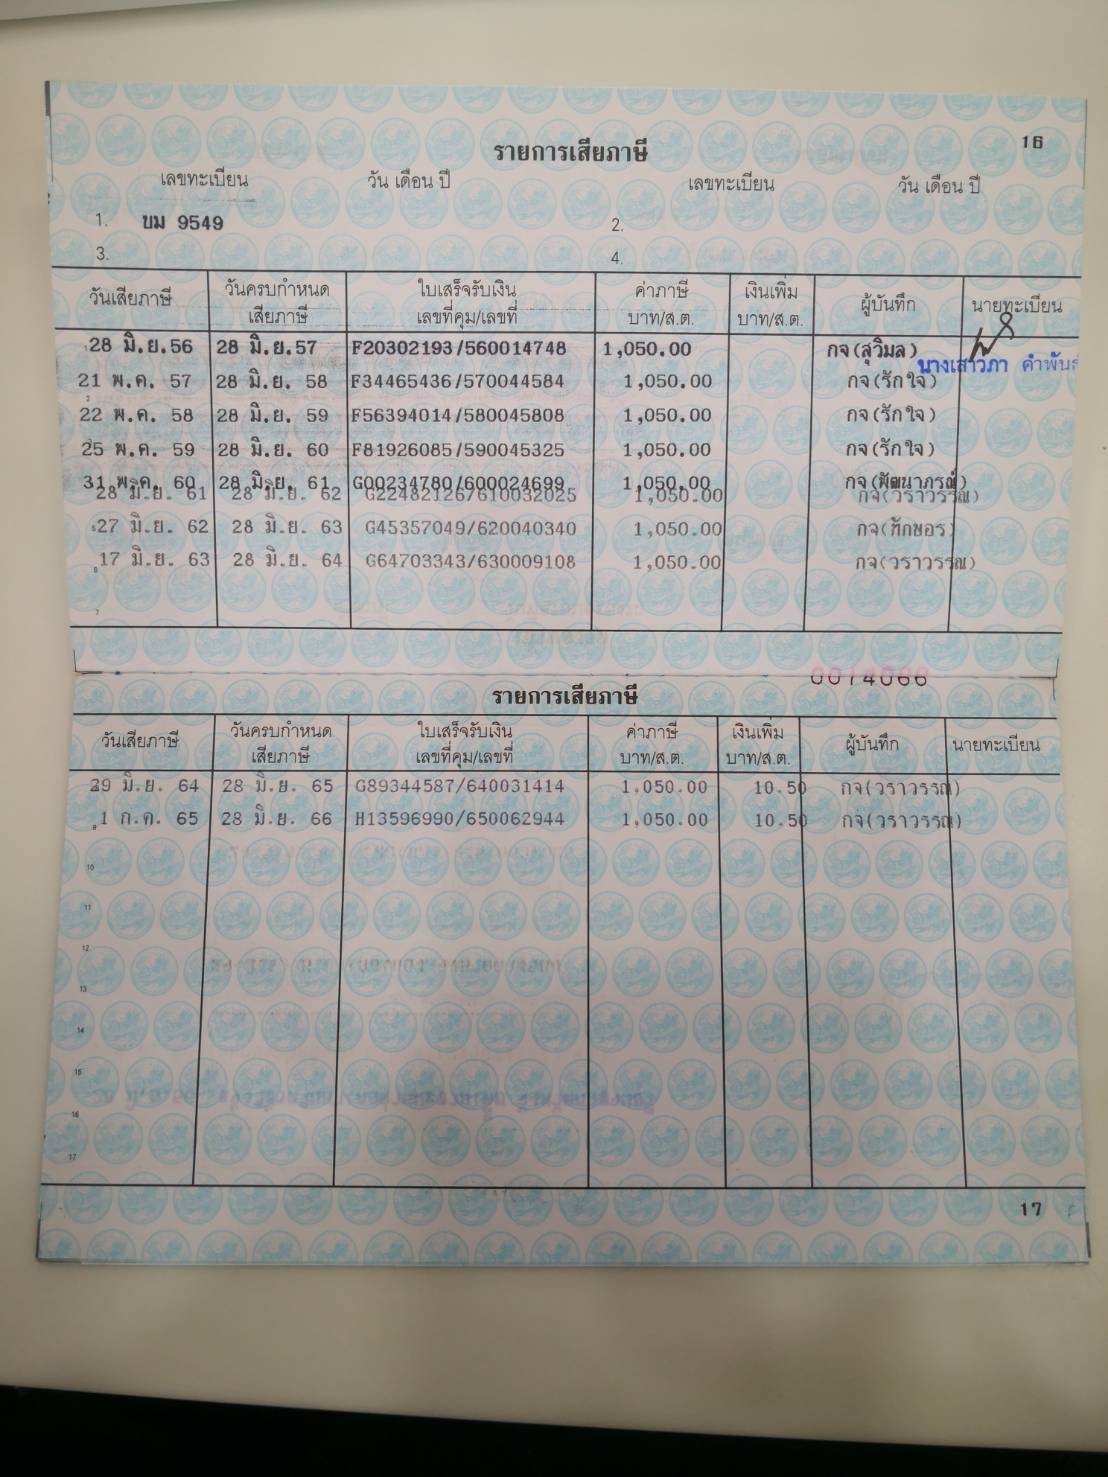 16
รายการเสียภาษี
เลขทะเบียน วัน เดือน ปี เลขทะเบียน วัน เดือน ปี
1. บม 9549 2.
3. 4.
วันเสียภาษี วันครบกำหนดเสียภาษี ใบเสร็จรับเงิน เลขที่คุม/เลขที่ ค่าภาษี บาท/ส.ต. เงินเพิ่ม บาท/ส.ต. ผู้บันทึก นายทะเบียน
28 มิ.ย.56 28 มิ.ย.57 F20302193/560014748 1,050.00 กจ(สุวิมล)
นางเสาวภา คำพันธ์
21 พ.ค. 57 28 มิ.ย. 58 F34465436/570044584 1,050.00 กจ(รักใจ)
22 พ.ค. 58 28 มิ.ย. 59 F56394014/580045808 1,050.00 กจ(รักใจ)
25 พ.ค. 59 28 มิ.ย. 60 F81926085/590045325 1,050.00 กจ(รักใจ)
31 พ.ค. 60 28 มิ.ย. 61 G00234780/600024699 1,050.00
28 มิ.ย. 61 28 มิ.ย. 62 G22482126/610032025 1,050.00 กจ(วราวรรณ)
27 มิ.ย. 62 28 มิ.ย. 63 G45357049/620040340 1,050.00 กจ(ทักษอร)
17 มิ.ย. 63 28 มิ.ย. 64 G64703343/630009108 1,050.00 กจ(วราวรรณ)
7
0014066
รายการเสียภาษี
วันเสียภาษี วันครบกำหนดเสียภาษี ใบเสร็จรับเงิน เลขที่คุม/เลขที่ ค่าภาษี บาท/ส.ต. เงินเพิ่ม บาท/ส.ต. ผู้บันทึก นายทะเบียน
29 มิ.ย. 64 28 มิ.ย. 65 G89344587/640031414 1,050.00 10.50 กจ(วราวรรณ)
1 ก.ค. 65 28 มิ.ย. 66 H13596990/650062944 1,050.00 10.50 กจ(วราวรรณ)
10
11
12
13
14
15
16
17
17